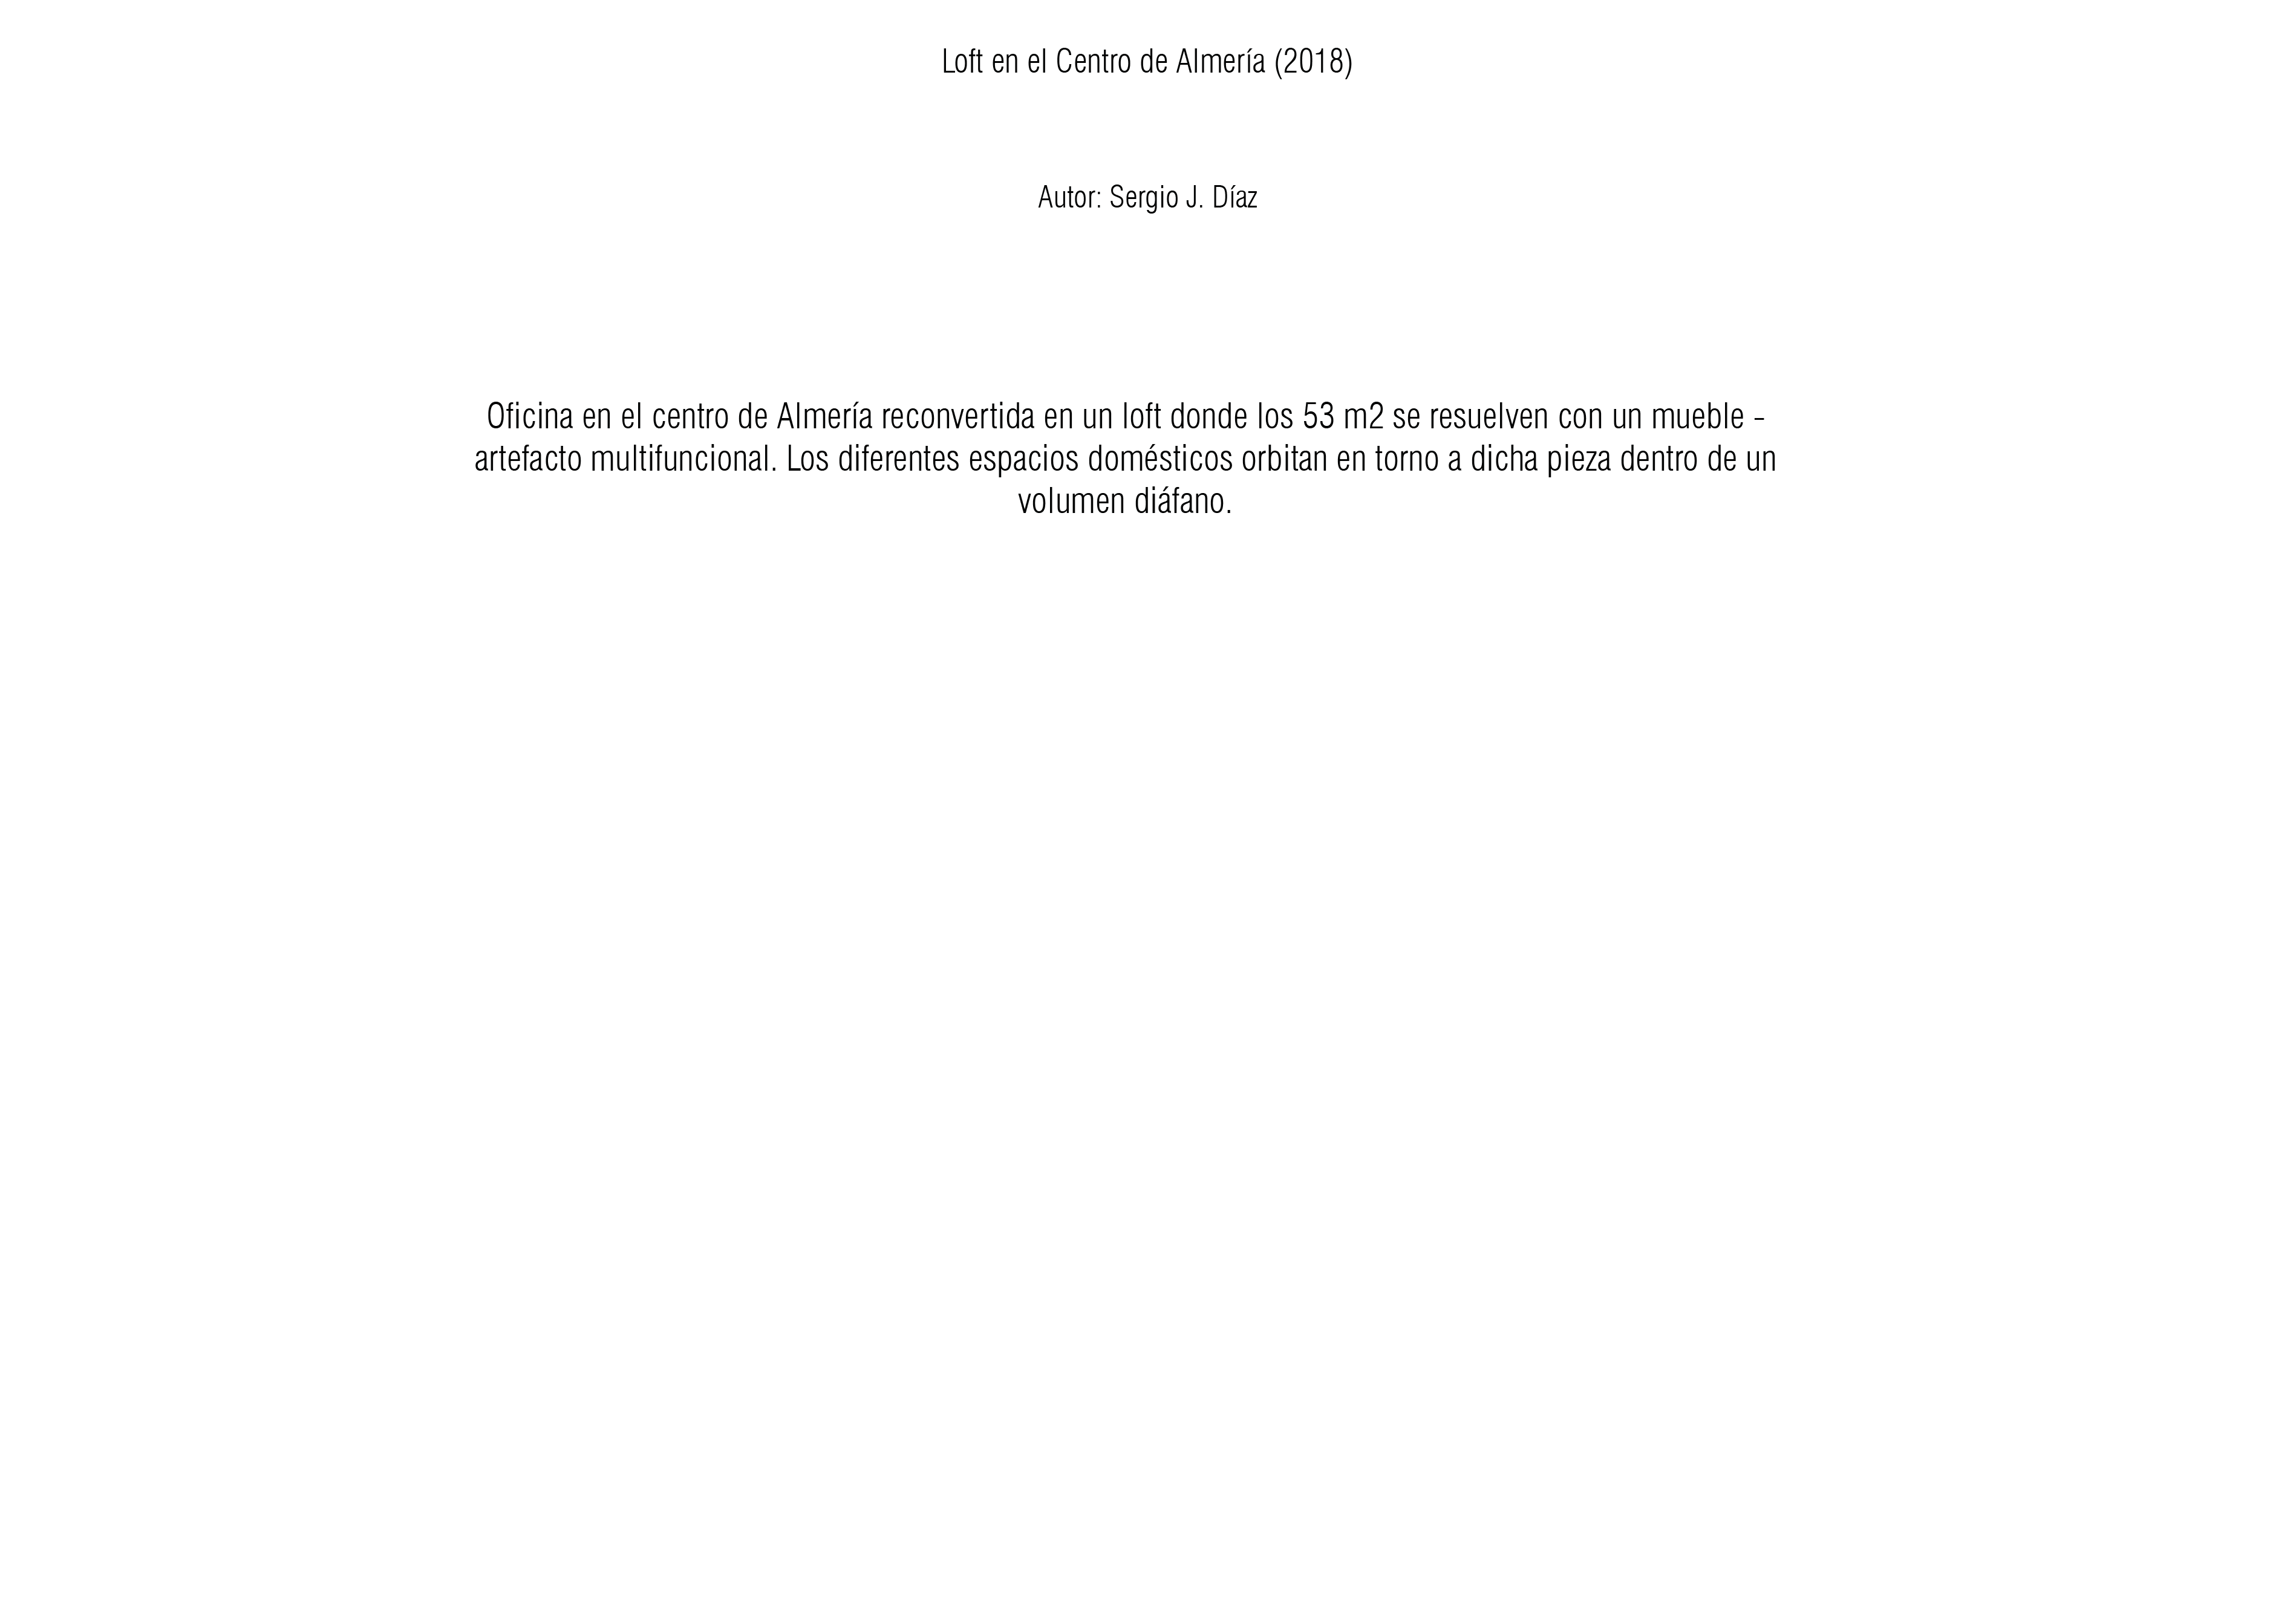 Loft en el Centro de Almería (2018)
Autor: Sergio J. Díaz
Oficina en el centro de Almería reconvertida en un loft donde los 53 m2 se resuelven con un mueble -
artefacto multifuncional. Los diferentes espacios domésticos orbitan en torno a dicha pieza dentro de un
volumen diáfano.